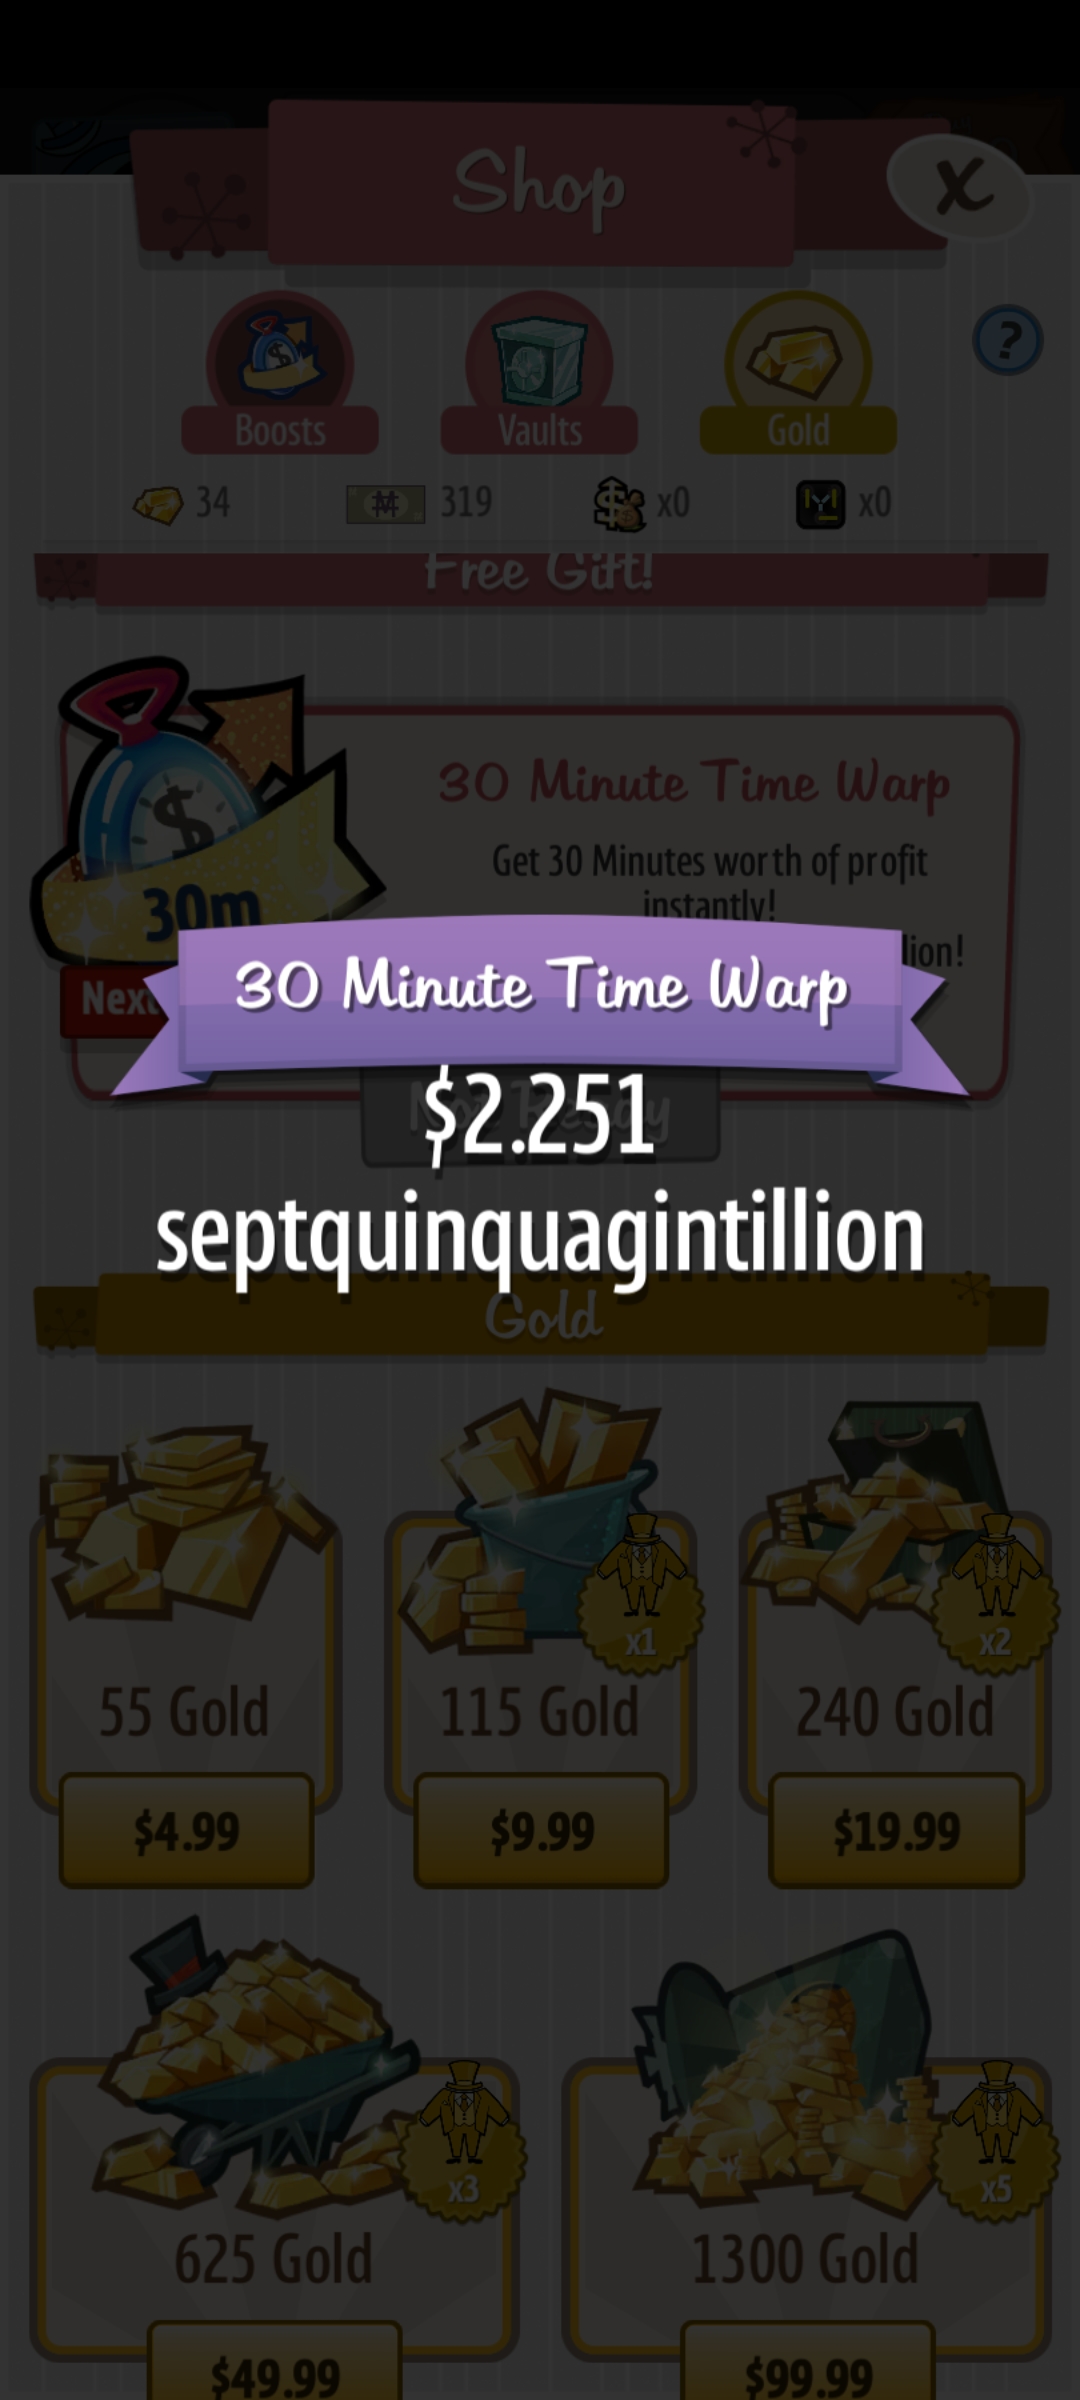 Shop
X
?
Boosts
Vaults
Gold
34
319
x0
x0
Free Gift!
30 Minute Time Warp
Get 30 Minutes worth of profit
instantly!
30m
30 Minute Time Warp
$2.251
septquinquagintillion
Gold
x1
x2
55 Gold
115 Gold
240 Gold
$4.99
$9.99
$19.99
x3
x5
625 Gold
1300 Gold
$49.99
$99.99